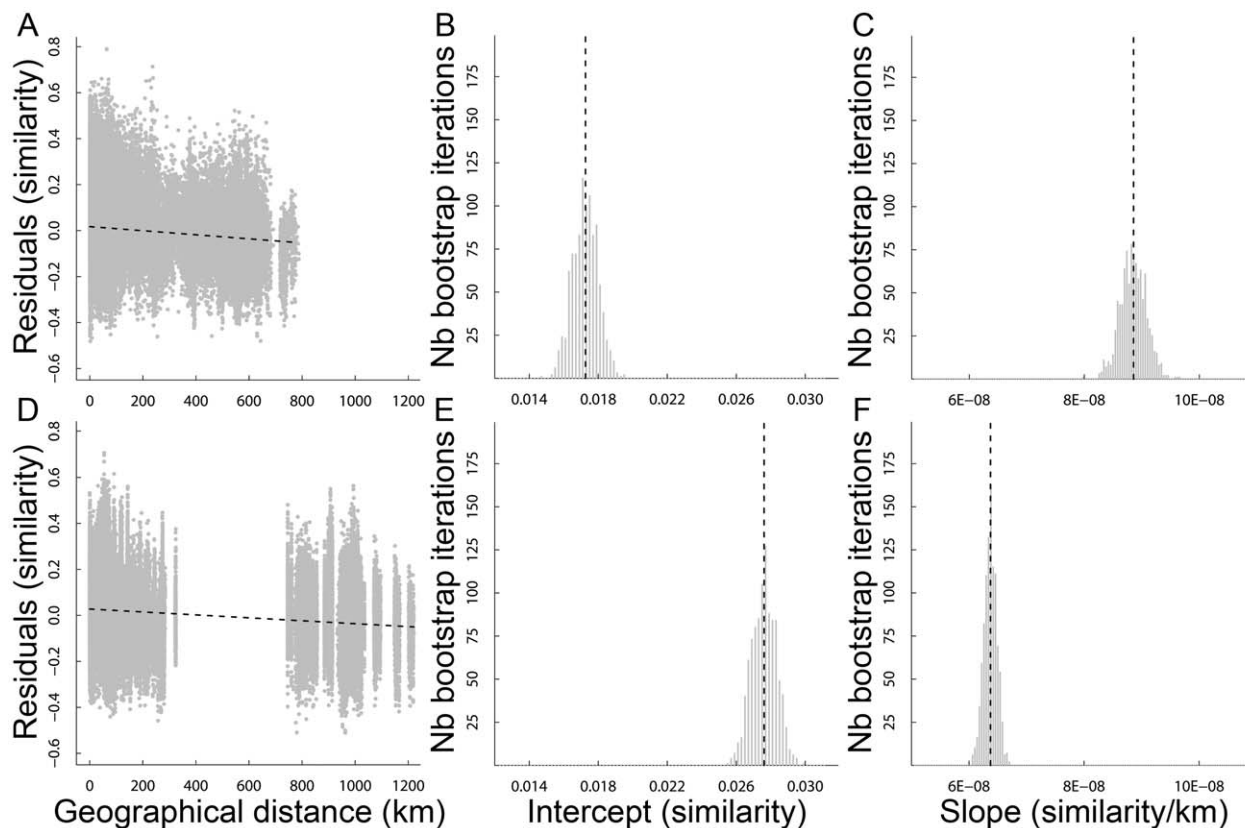 A
Residuals (similarity)
0.8
0.6
0.4
0.2
0.0
−0.2
−0.4
−0.6
0 200 400 600 800 1000 1200
B
Nb bootstrap iterations
175
150
125
100
75
50
25
0.014 0.018 0.022 0.026 0.030
C
Nb bootstrap iterations
175
150
125
100
75
50
25
6E−08 8E−08 10E−08
D
Residuals (similarity)
0.8
0.6
0.4
0.2
0.0
−0.2
−0.4
−0.6
0 200 400 600 800 1000 1200
Geographical distance (km)
E
Nb bootstrap iterations
175
150
125
100
75
50
25
0.014 0.018 0.022 0.026 0.030
Intercept (similarity)
F
Nb bootstrap iterations
175
150
125
100
75
50
25
6E−08 8E−08 10E−08
Slope (similarity/km)